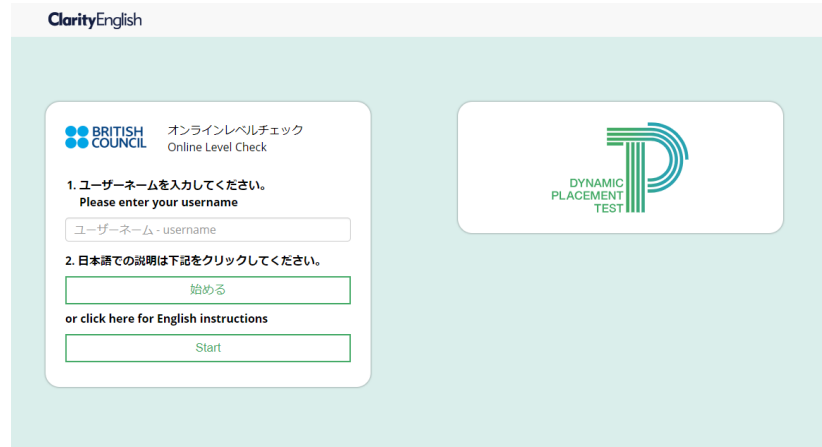 ClarityEnglish
BRITISH
COUNCIL
オンラインレベルチェック
Online Level Check
1. ユーザーネームを入力してください。
Please enter your username
ユーザーネーム - username
2. 日本語での説明は下記をクリックしてください。
始める
or click here for English instructions
Start
DYNAMIC
PLACEMENT
TEST